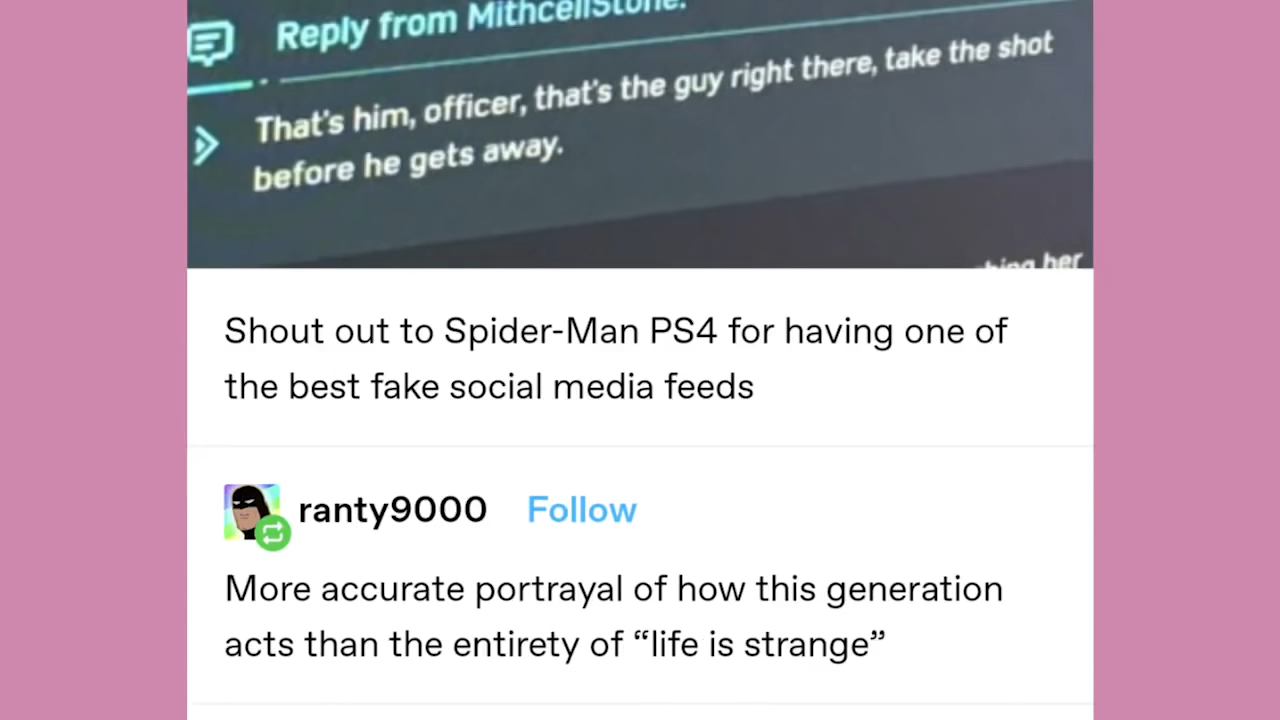 Reply from MithcellStone:
That's him, officer, that's the guy right there, take the shot
before he gets away.
her
Shout out to Spider-Man PS4 for having one of
the best fake social media feeds
ranty9000 Follow
More accurate portrayal of how this generation
acts than the entirety of “life is strange”